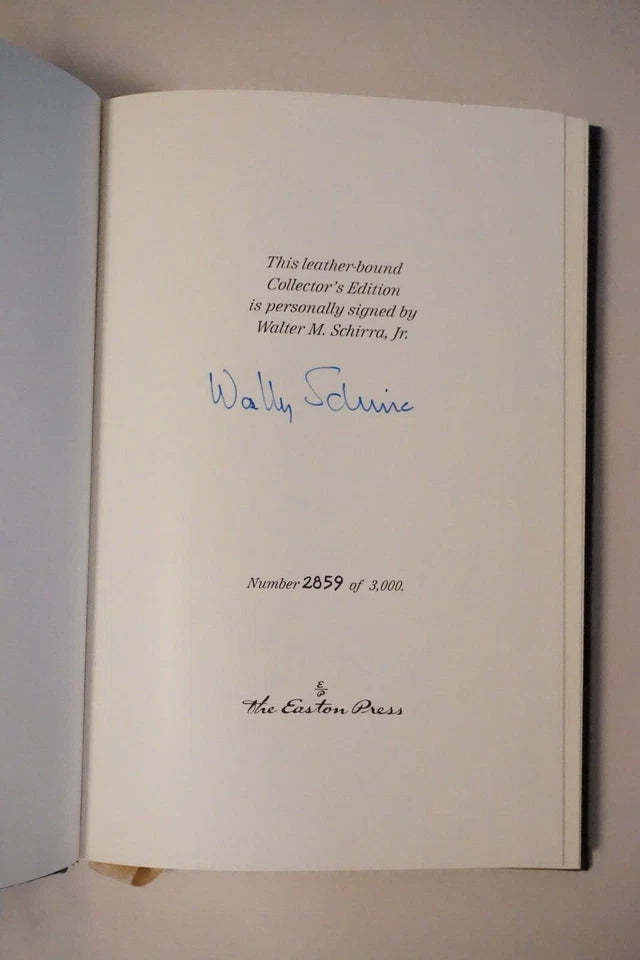 This leather-bound
Collector's Edition
is personally signed by
Walter M. Schirra, Jr.
Wally Schirra
Number 2859 of 3,000.
E
P
The Easton Press